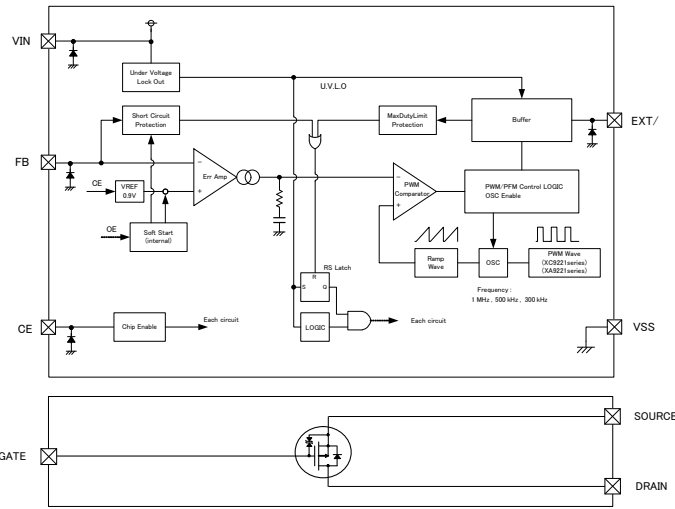 VIN
Under Voltage
Lock Out
U.V.L.O
Short Circuit
Protection
MaxDutyLimit
Protection
Buffer
EXT/
FB
-
Err Amp
+
CE
VREF
0.9V
-
PWM
Comparator
+
PWM/PFM Control LOGIC
OSC Enable
OE
Soft Start
(internal)
Ramp
Wave
OSC
PWM Wave
(XC9221series)
(XA9221series)
Frequency :
1 MHz , 500 kHz , 300 kHz
RS Latch
R
S
Q
CE
Chip Enable
Each circuit
LOGIC
Each circuit
VSS
SOURCE
GATE
DRAIN